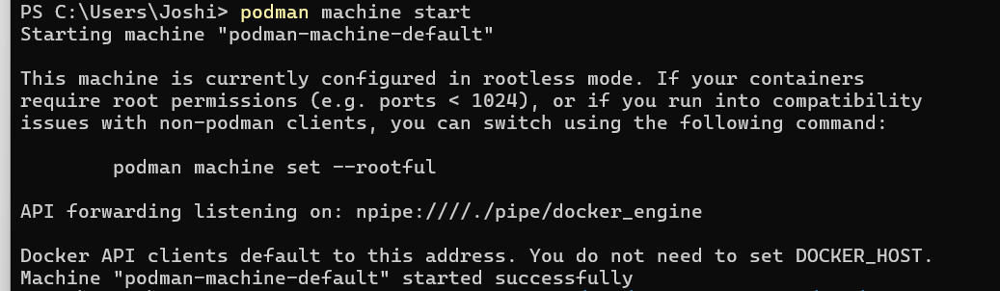 PS C:\Users\Joshi> podman machine start
Starting machine "podman-machine-default"
This machine is currently configured in rootless mode. If your containers
require root permissions (e.g. ports < 1024), or if you run into compatibility
issues with non-podman clients, you can switch using the following command:
podman machine set --rootful
API forwarding listening on: npipe:////./pipe/docker_engine
Docker API clients default to this address. You do not need to set DOCKER_HOST.
Machine "podman-machine-default" started successfully